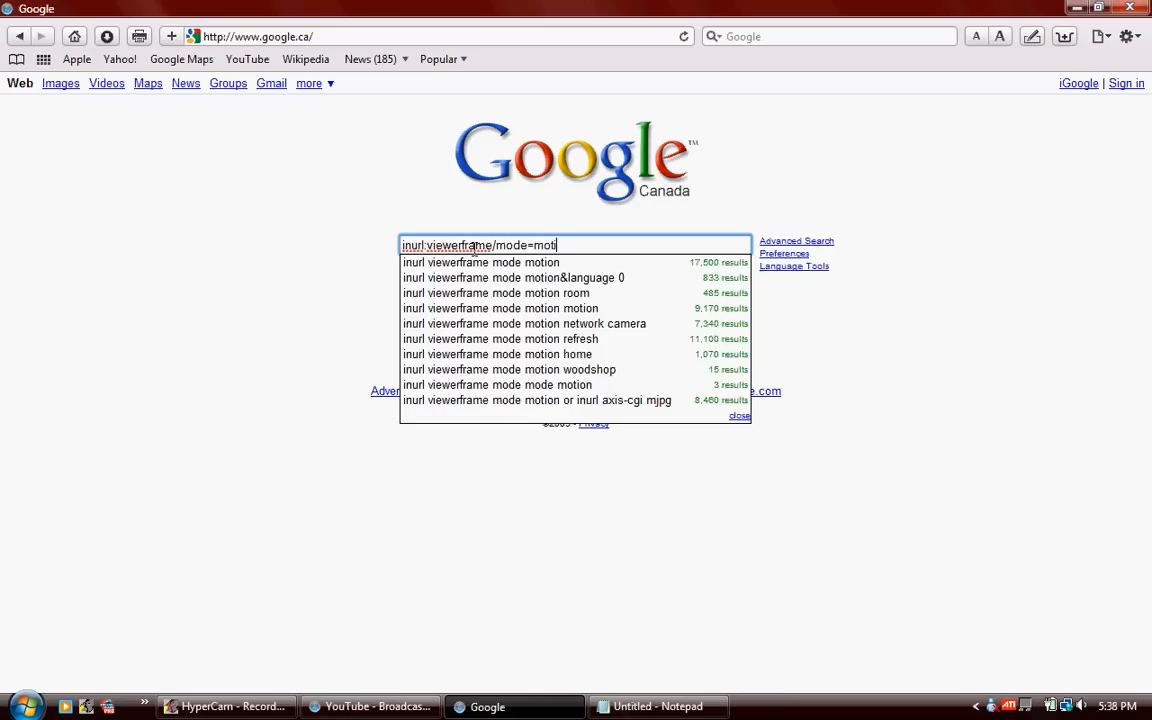 Google
http://www.google.ca/
Google
A A
Apple Yahoo! Google Maps YouTube Wikipedia News (185) ▾ Popular ▾
Web Images Videos Maps News Groups Gmail more ▼
iGoogle | Sign in
Google™
Canada
inurl:viewerframe/mode=moti
Advanced Search
Preferences
Language Tools
inurl viewerframe mode motion 17,500 results
inurl viewerframe mode motion&language 0 833 results
inurl viewerframe mode motion room 485 results
inurl viewerframe mode motion motion 9,170 results
inurl viewerframe mode motion network camera 7,340 results
inurl viewerframe mode motion refresh 11,100 results
inurl viewerframe mode motion home 1,070 results
inurl viewerframe mode motion woodshop 15 results
inurl viewerframe mode mode motion 3 results
inurl viewerframe mode motion or inurl axis-cgi mjpg 8,460 results
close
Adver
e.com
Privacy
HyperCam - Record...
YouTube - Broadcas...
Google
Untitled - Notepad
ATI
5:38 PM